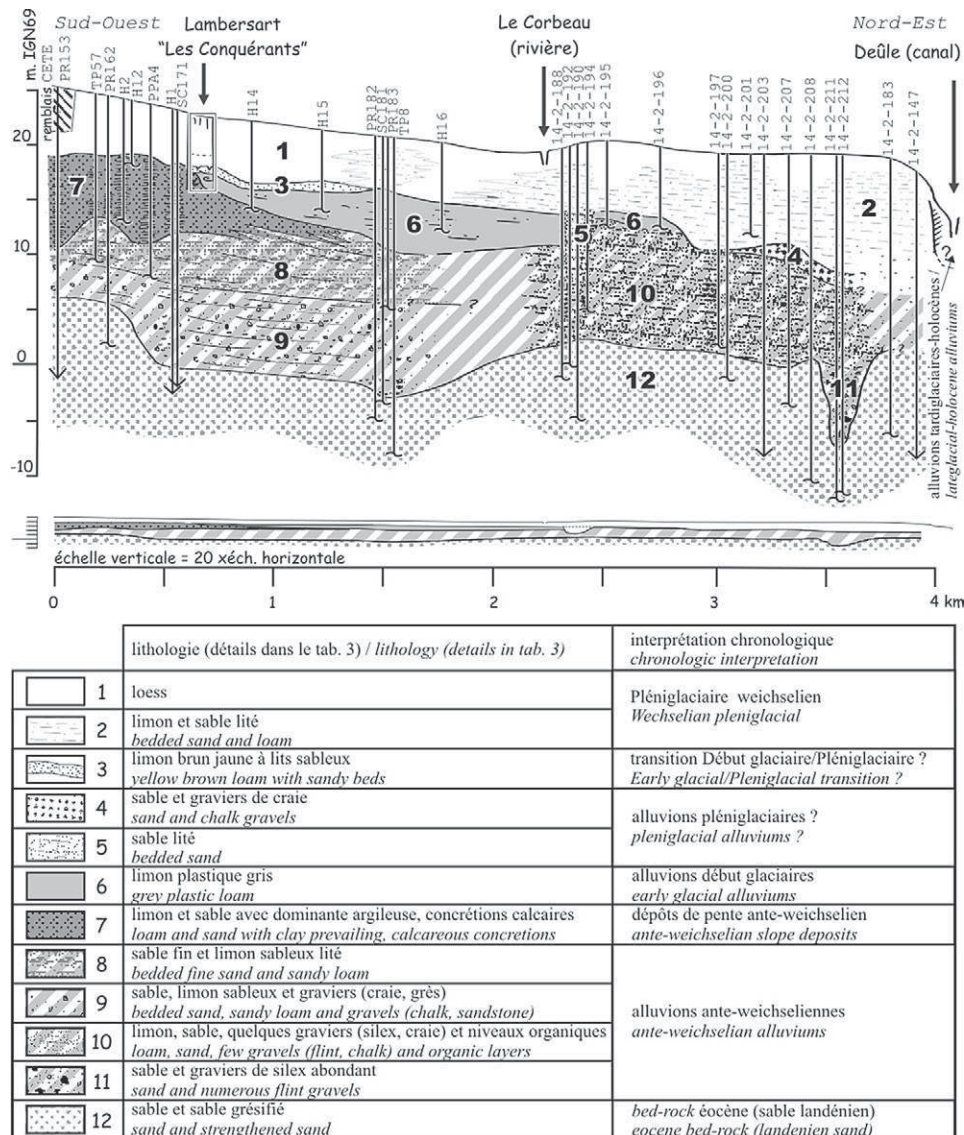 Sud-Ouest
Lambersart
"Les Conquérants"
Le Corbeau
(rivière)
Nord-Est
Deûle (canal)
m. IGN69
remblais
CETE
PR153
TP57
PR162
H2
H12
PPA4
H1
SC171
H14
H15
PR182
SC181
PR183
TP8
H16
14-2-188
14-2-192
14-2-190
14-2-194
14-2-195
14-2-196
14-2-197
14-2-200
14-2-201
14-2-203
14-2-207
14-2-208
14-2-211
14-2-212
14-2-183
14-2-147
20
10
0
-10
1
3
7
6
8
9
5
6
10
4
2
11
12
?
?
alluvions tardiglaciaires-holocènes /
lateglacial-holocene alluviums
échelle verticale = 20 xéch. horizontale
0 1 2 3 4 km
lithologie (détails dans le tab. 3) / lithology (details in tab. 3)
interprétation chronologique
chronologic interpretation
1 loess
Pléniglaciaire weichselien
Wechselian pleniglacial
2 limon et sable lité
bedded sand and loam
3 limon brun jaune à lits sableux
yellow brown loam with sandy beds
transition Début glaciaire/Pléniglaciaire ?
Early glacial/Pleniglacial transition ?
4 sable et graviers de craie
sand and chalk gravels
alluvions pléniglaciaires ?
pleniglacial alluviums ?
5 sable lité
bedded sand
6 limon plastique gris
grey plastic loam
alluvions début glaciaires
early glacial alluviums
7 limon et sable avec dominante argileuse, concrétions calcaires
loam and sand with clay prevailing, calcareous concretions
dépôts de pente ante-weichselien
ante-weichselian slope deposits
8 sable fin et limon sableux lité
bedded fine sand and sandy loam
9 sable, limon sableux et graviers (craie, grès)
bedded sand, sandy loam and gravels (chalk, sandstone)
alluvions ante-weichseliennes
ante-weichselian alluviums
10 limon, sable, quelques graviers (silex, craie) et niveaux organiques
loam, sand, few gravels (flint, chalk) and organic layers
11 sable et graviers de silex abondant
sand and numerous flint gravels
12 sable et sable grésifié
sand and strengthened sand
bed-rock éocène (sable landénien)
eocene bed-rock (landenien sand)